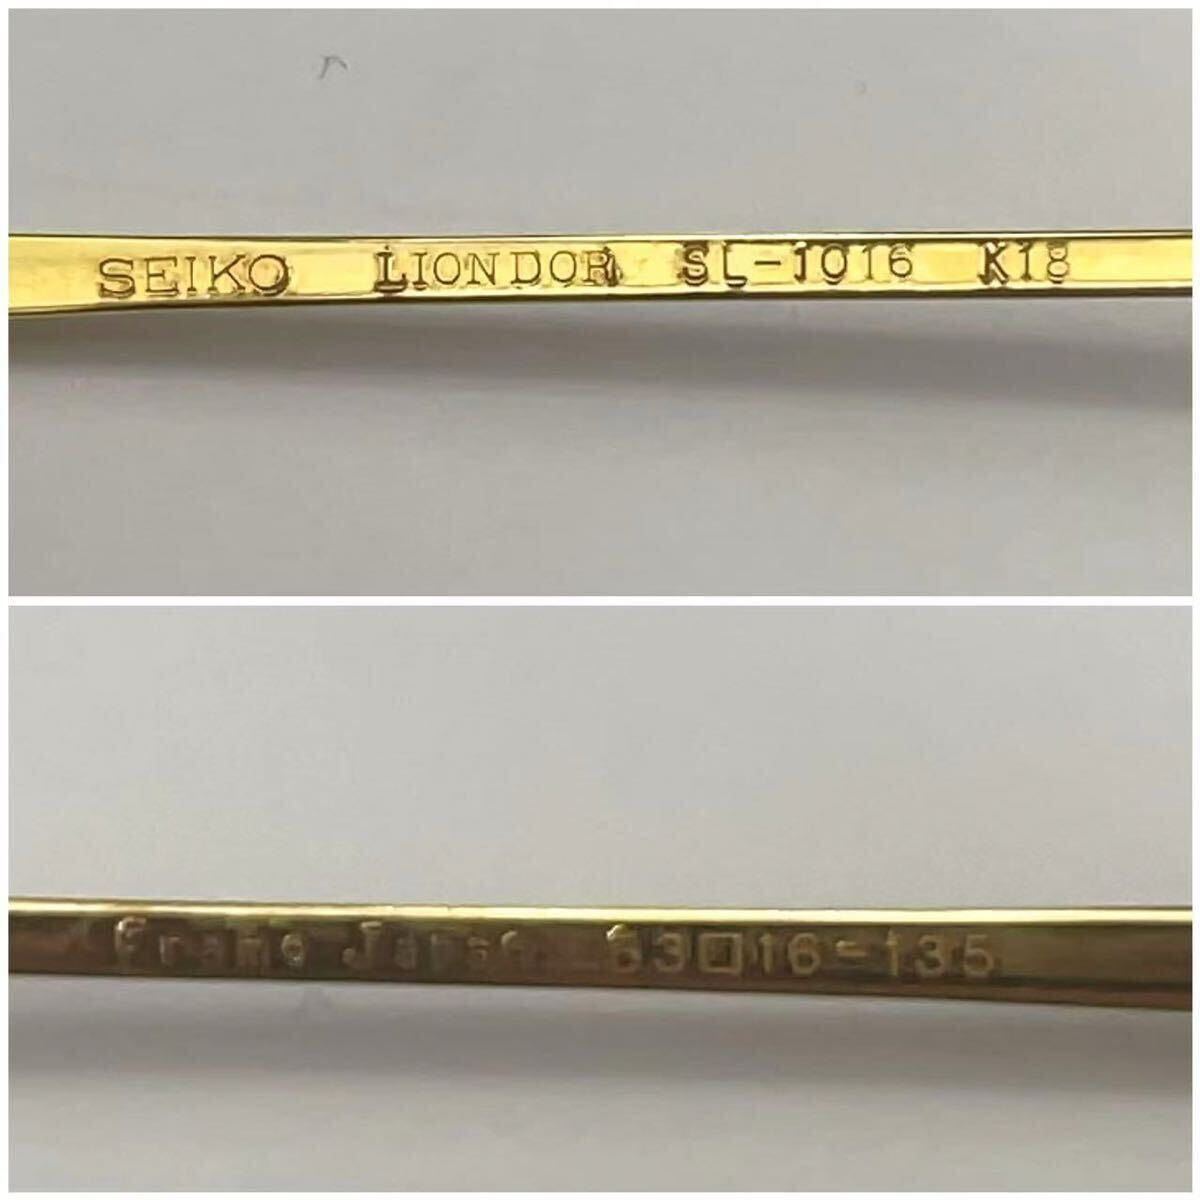 SEIKO LIONDOR SL-1016 K18
Frame Japan 53□16-135